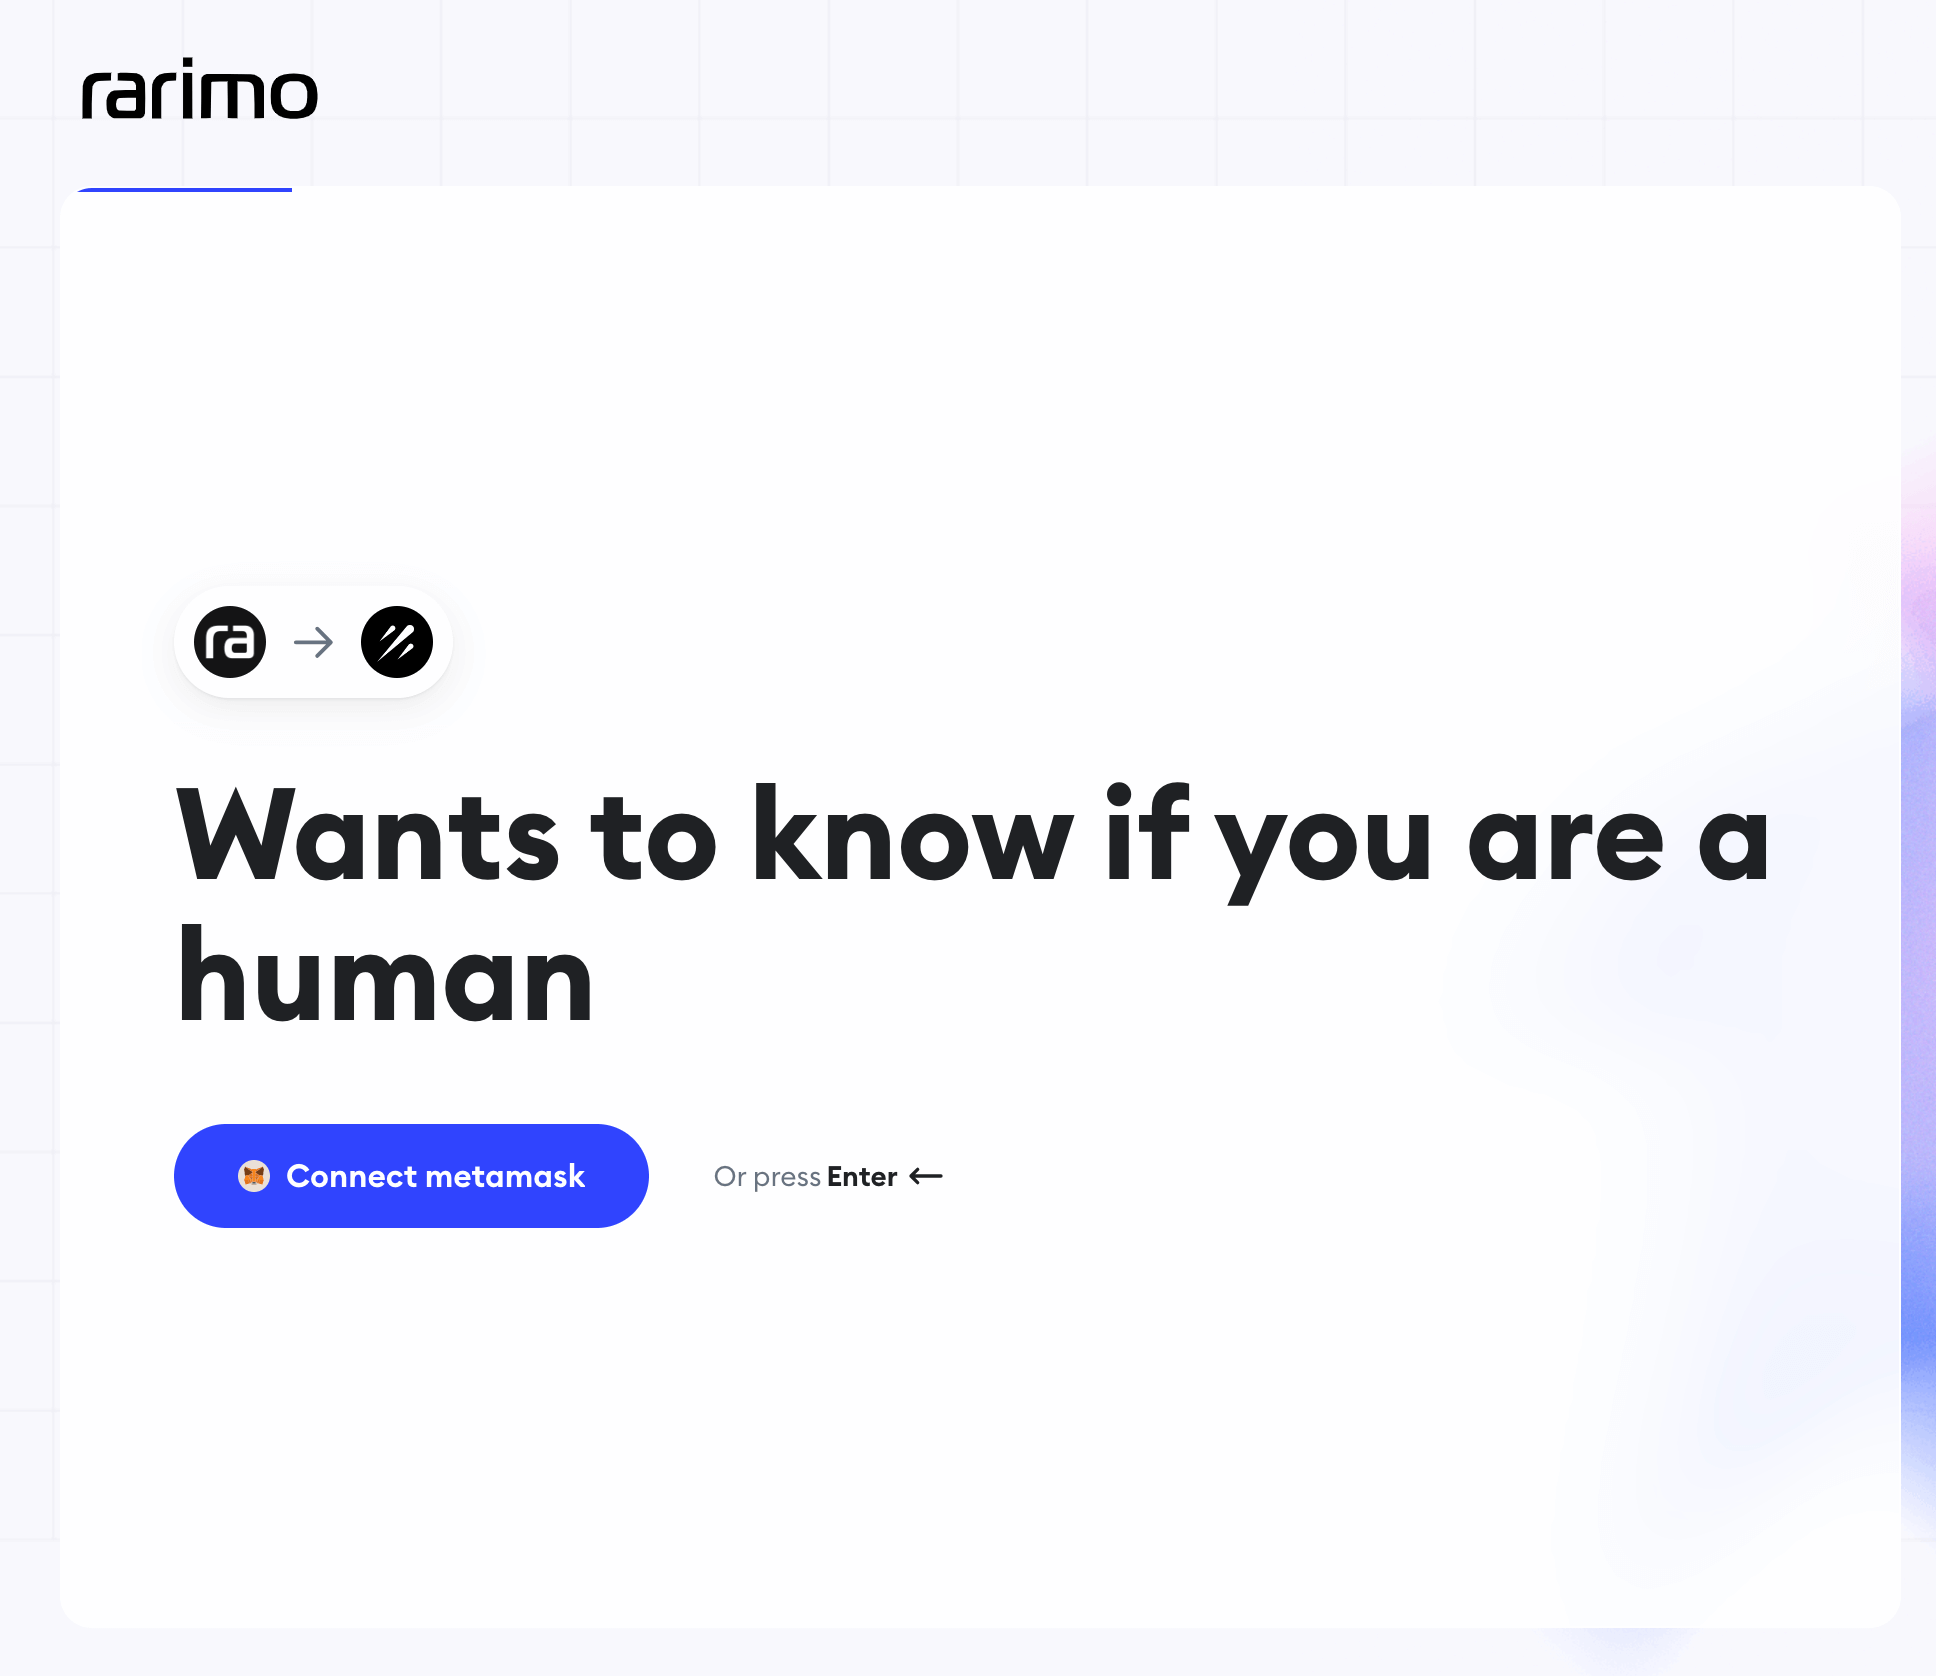 rarimo
ra
Wants to know if you are a
human
Connect metamask
Or press Enter